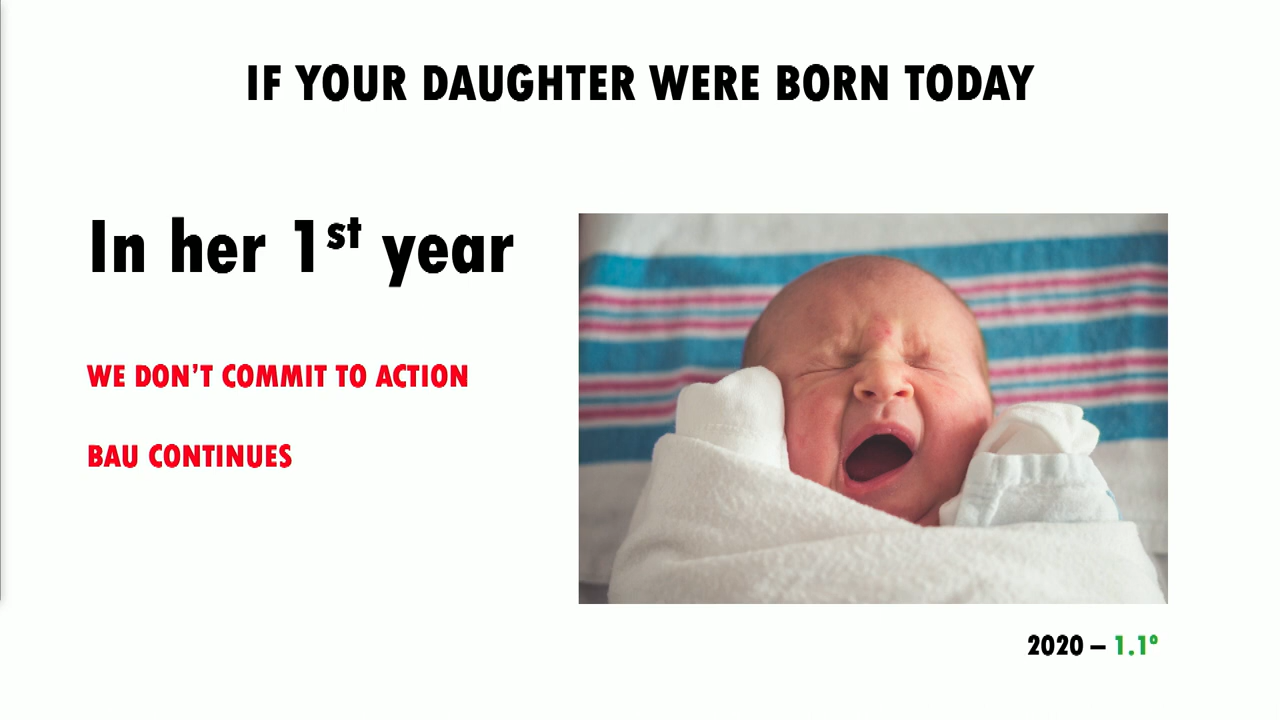 IF YOUR DAUGHTER WERE BORN TODAY
In her 1st year
WE DON'T COMMIT TO ACTION
BAU CONTINUES
2020 – 1.1º